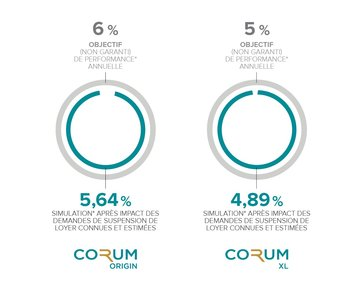 6 %
OBJECTIF
(NON GARANTI)
DE PERFORMANCE*
ANNUELLE
5,64 %
SIMULATION* APRÈS IMPACT DES
DEMANDES DE SUSPENSION DE
LOYER CONNUES ET ESTIMÉES
CORUM
ORIGIN
5 %
OBJECTIF
(NON GARANTI)
DE PERFORMANCE*
ANNUELLE
4,89 %
SIMULATION* APRÈS IMPACT DES
DEMANDES DE SUSPENSION DE
LOYER CONNUES ET ESTIMÉES
CORUM
XL